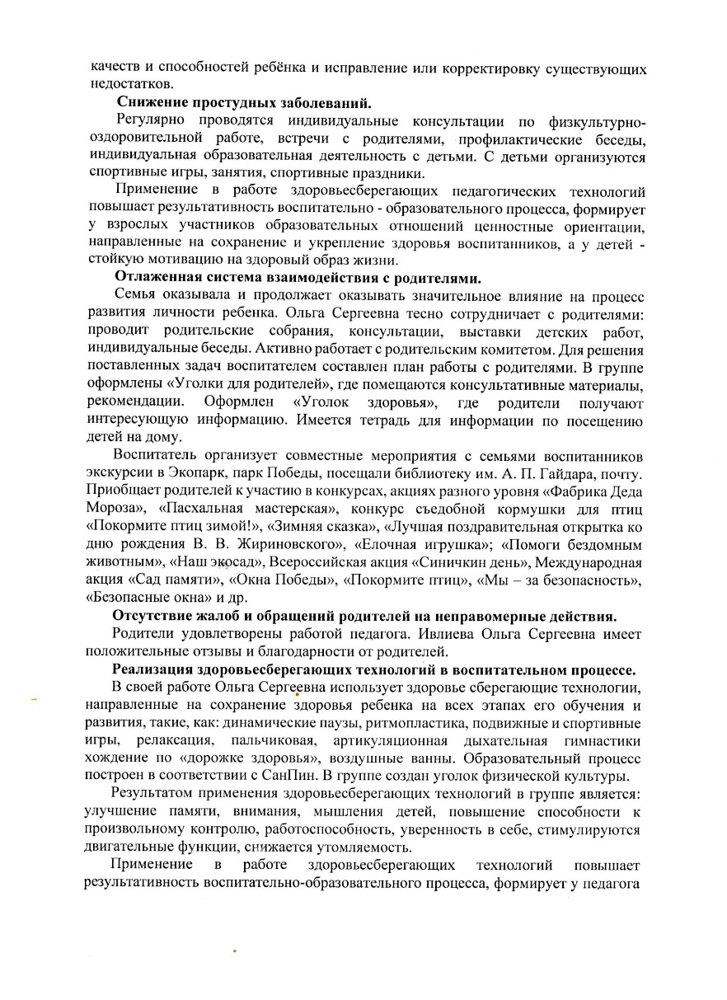 качеств и способностей ребёнка и исправление или корректировку существующих
недостатков.
Снижение простудных заболеваний.
Регулярно проводятся индивидуальные консультации по физкультурно-
оздоровительной работе, встречи с родителями, профилактические беседы,
индивидуальная образовательная деятельность с детьми. С детьми организуются
спортивные игры, занятия, спортивные праздники.
Применение в работе здоровьесберегающих педагогических технологий
повышает результативность воспитательно - образовательного процесса, формирует
у взрослых участников образовательных отношений ценностные ориентации,
направленные на сохранение и укрепление здоровья воспитанников, а у детей -
стойкую мотивацию на здоровый образ жизни.
Отлаженная система взаимодействия с родителями.
Семья оказывала и продолжает оказывать значительное влияние на процесс
развития личности ребенка. Ольга Сергеевна тесно сотрудничает с родителями:
проводит родительские собрания, консультации, выставки детских работ,
индивидуальные беседы. Активно работает с родительским комитетом. Для решения
поставленных задач воспитателем составлен план работы с родителями. В группе
оформлены «Уголки для родителей», где помещаются консультативные материалы,
рекомендации. Оформлен «Уголок здоровья», где родители получают
интересующую информацию. Имеется тетрадь для информации по посещению
детей на дому.
Воспитатель организует совместные мероприятия с семьями воспитанников
экскурсии в Экопарк, парк Победы, посещали библиотеку им. А. П. Гайдара, почту.
Приобщает родителей к участию в конкурсах, акциях разного уровня «Фабрика Деда
Мороза», «Пасхальная мастерская», конкурс съедобной кормушки для птиц
«Покормите птиц зимой!», «Зимняя сказка», «Лучшая поздравительная открытка ко
дню рождения В. В. Жириновского», «Елочная игрушка»; «Помоги бездомным
животным», «Наш экосад», Всероссийская акция «Синичкин день», Международная
акция «Сад памяти», «Окна Победы», «Покормите птиц», «Мы – за безопасность»,
«Безопасные окна» и др.
Отсутствие жалоб и обращений родителей на неправомерные действия.
Родители удовлетворены работой педагога. Ивлиева Ольга Сергеевна имеет
положительные отзывы и благодарности от родителей.
Реализация здоровьесберегающих технологий в воспитательном процессе.
В своей работе Ольга Сергеевна использует здоровье сберегающие технологии,
направленные на сохранение здоровья ребенка на всех этапах его обучения и
развития, такие, как: динамические паузы, ритмопластика, подвижные и спортивные
игры, релаксация, пальчиковая, артикуляционная дыхательная гимнастики
хождение по «дорожке здоровья», воздушные ванны. Образовательный процесс
построен в соответствии с СанПин. В группе создан уголок физической культуры.
Результатом применения здоровьесберегающих технологий в группе является:
улучшение памяти, внимания, мышления детей, повышение способности к
произвольному контролю, работоспособность, уверенность в себе, стимулируются
двигательные функции, снижается утомляемость.
Применение в работе здоровьесберегающих технологий повышает
результативность воспитательно-образовательного процесса, формирует у педагога